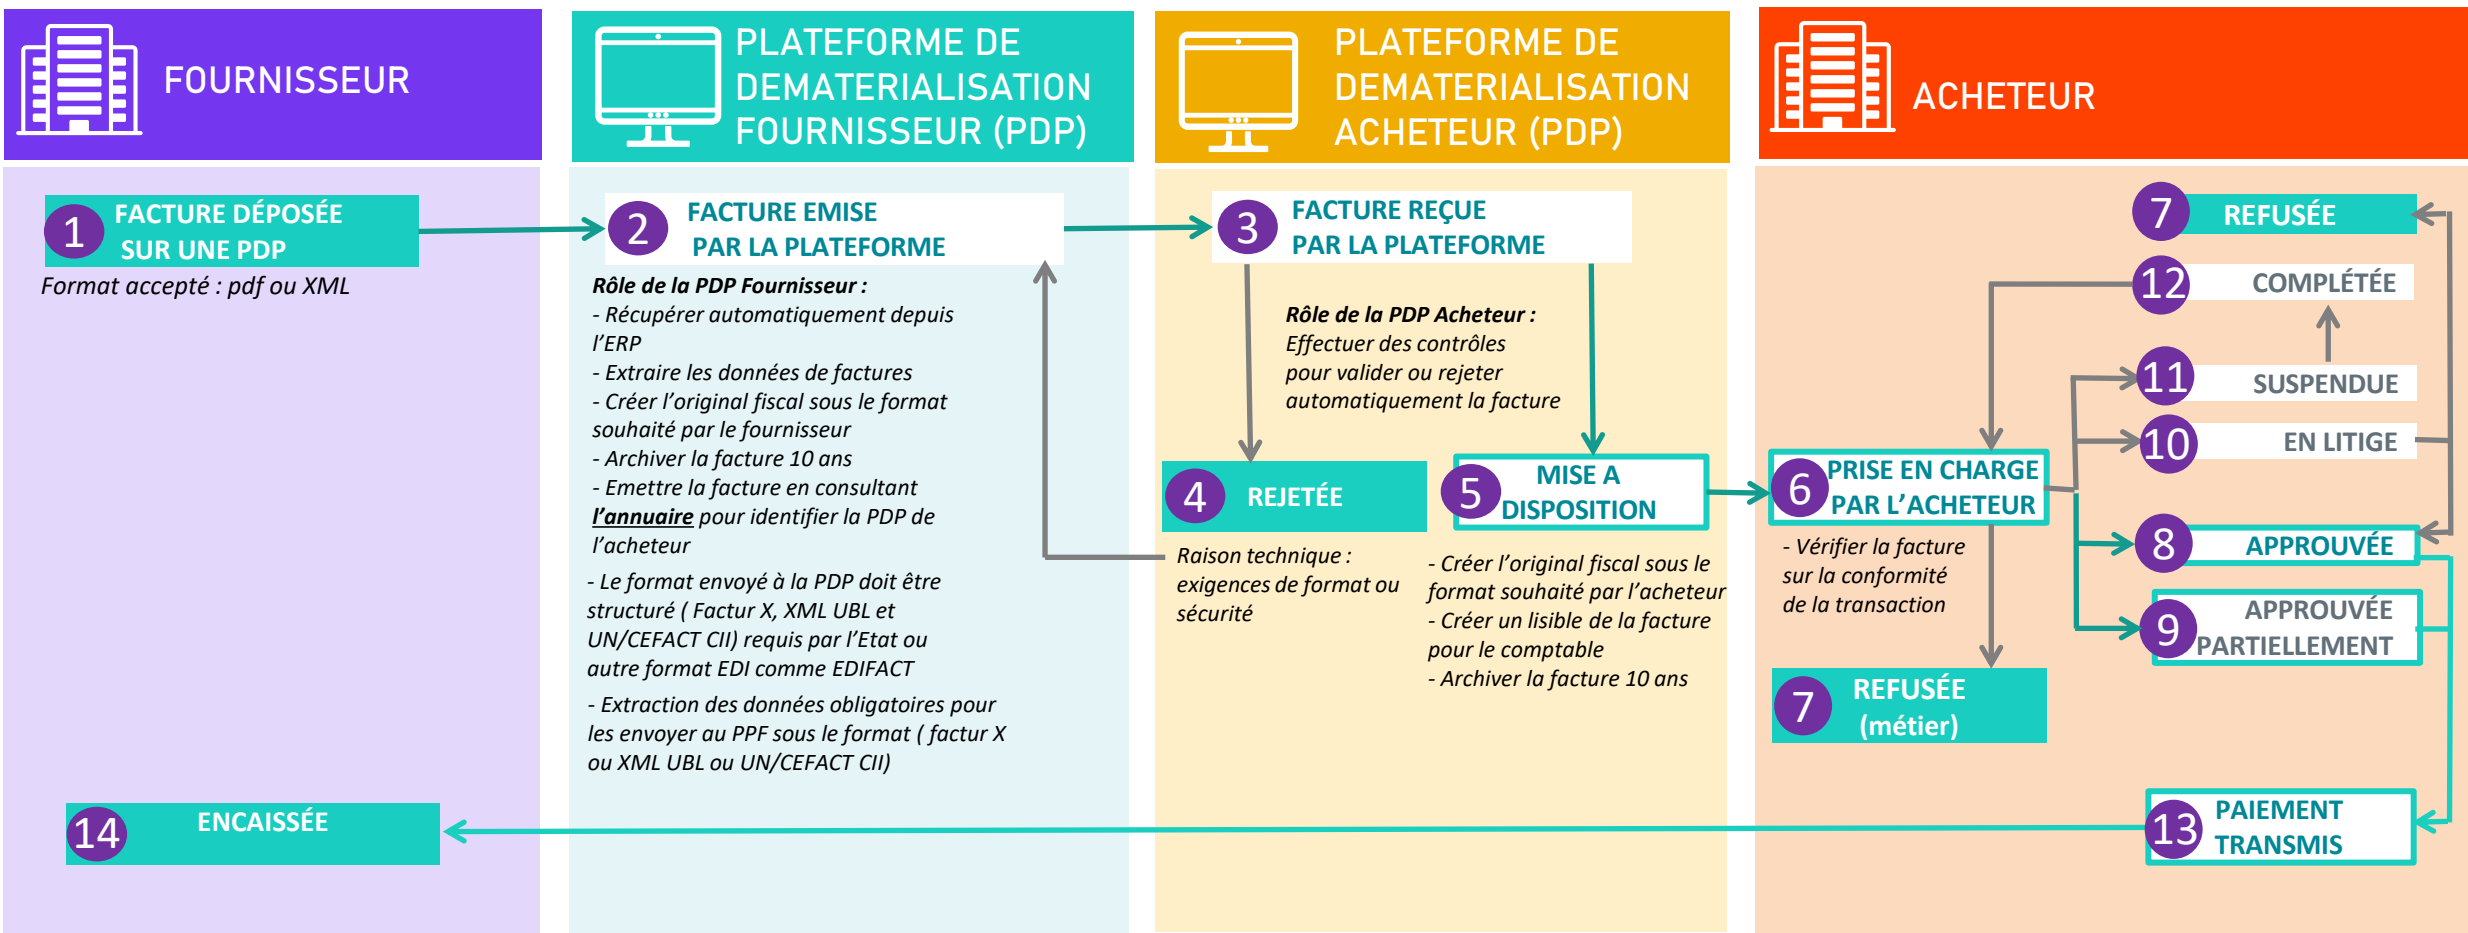 FOURNISSEUR
PLATEFORME DE
DEMATERIALISATION
FOURNISSEUR (PDP)
PLATEFORME DE
DEMATERIALISATION
ACHETEUR (PDP)
ACHETEUR
1
FACTURE DÉPOSÉE
SUR UNE PDP
Format accepté : pdf ou XML
2
FACTURE EMISE
PAR LA PLATEFORME
Rôle de la PDP Fournisseur :
- Récupérer automatiquement depuis
l’ERP
- Extraire les données de factures
- Créer l’original fiscal sous le format
souhaité par le fournisseur
- Archiver la facture 10 ans
- Emettre la facture en consultant
l’annuaire pour identifier la PDP de
l’acheteur
- Le format envoyé à la PDP doit être
structuré ( Factur X, XML UBL et
UN/CEFACT CII) requis par l’Etat ou
autre format EDI comme EDIFACT
- Extraction des données obligatoires pour
les envoyer au PPF sous le format ( factur X
ou XML UBL ou UN/CEFACT CII)
3
FACTURE REÇUE
PAR LA PLATEFORME
Rôle de la PDP Acheteur :
Effectuer des contrôles
pour valider ou rejeter
automatiquement la facture
4
REJETÉE
Raison technique :
exigences de format ou
sécurité
5
MISE A
DISPOSITION
- Créer l’original fiscal sous le
format souhaité par l’acheteur
- Créer un lisible de la facture
pour le comptable
- Archiver la facture 10 ans
6
PRISE EN CHARGE
PAR L’ACHETEUR
- Vérifier la facture
sur la conformité
de la transaction
7
REFUSÉE
(métier)
7
REFUSÉE
12
COMPLÉTÉE
11
SUSPENDUE
10
EN LITIGE
8
APPROUVÉE
9
APPROUVÉE
PARTIELLEMENT
13
PAIEMENT
TRANSMIS
14
ENCAISSÉE